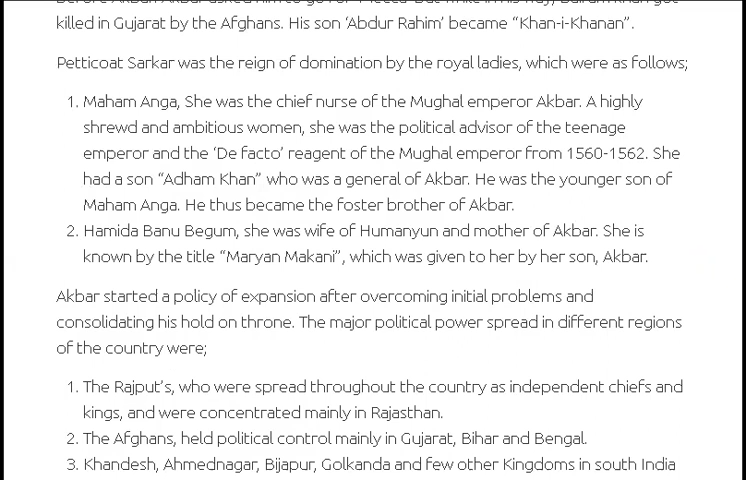 killed in Gujarat by the Afghans. His son ‘Abdur Rahim’ became “Khan-i-Khanan”.
Petticoat Sarkar was the reign of domination by the royal ladies, which were as follows;
1. Maham Anga, She was the chief nurse of the Mughal emperor Akbar. A highly
shrewd and ambitious women, she was the political advisor of the teenage
emperor and the ‘De facto’ reagent of the Mughal emperor from 1560-1562. She
had a son “Adham Khan” who was a general of Akbar. He was the younger son of
Maham Anga. He thus became the foster brother of Akbar.
2. Hamida Banu Begum, she was wife of Humanyun and mother of Akbar. She is
known by the title “Maryan Makani”, which was given to her by her son, Akbar.
Akbar started a policy of expansion after overcoming initial problems and
consolidating his hold on throne. The major political power spread in different regions
of the country were;
1. The Rajput’s, who were spread throughout the country as independent chiefs and
kings, and were concentrated mainly in Rajasthan.
2. The Afghans, held political control mainly in Gujarat, Bihar and Bengal.
3. Khandesh, Ahmednagar, Bijapur, Golkanda and few other Kingdoms in south India